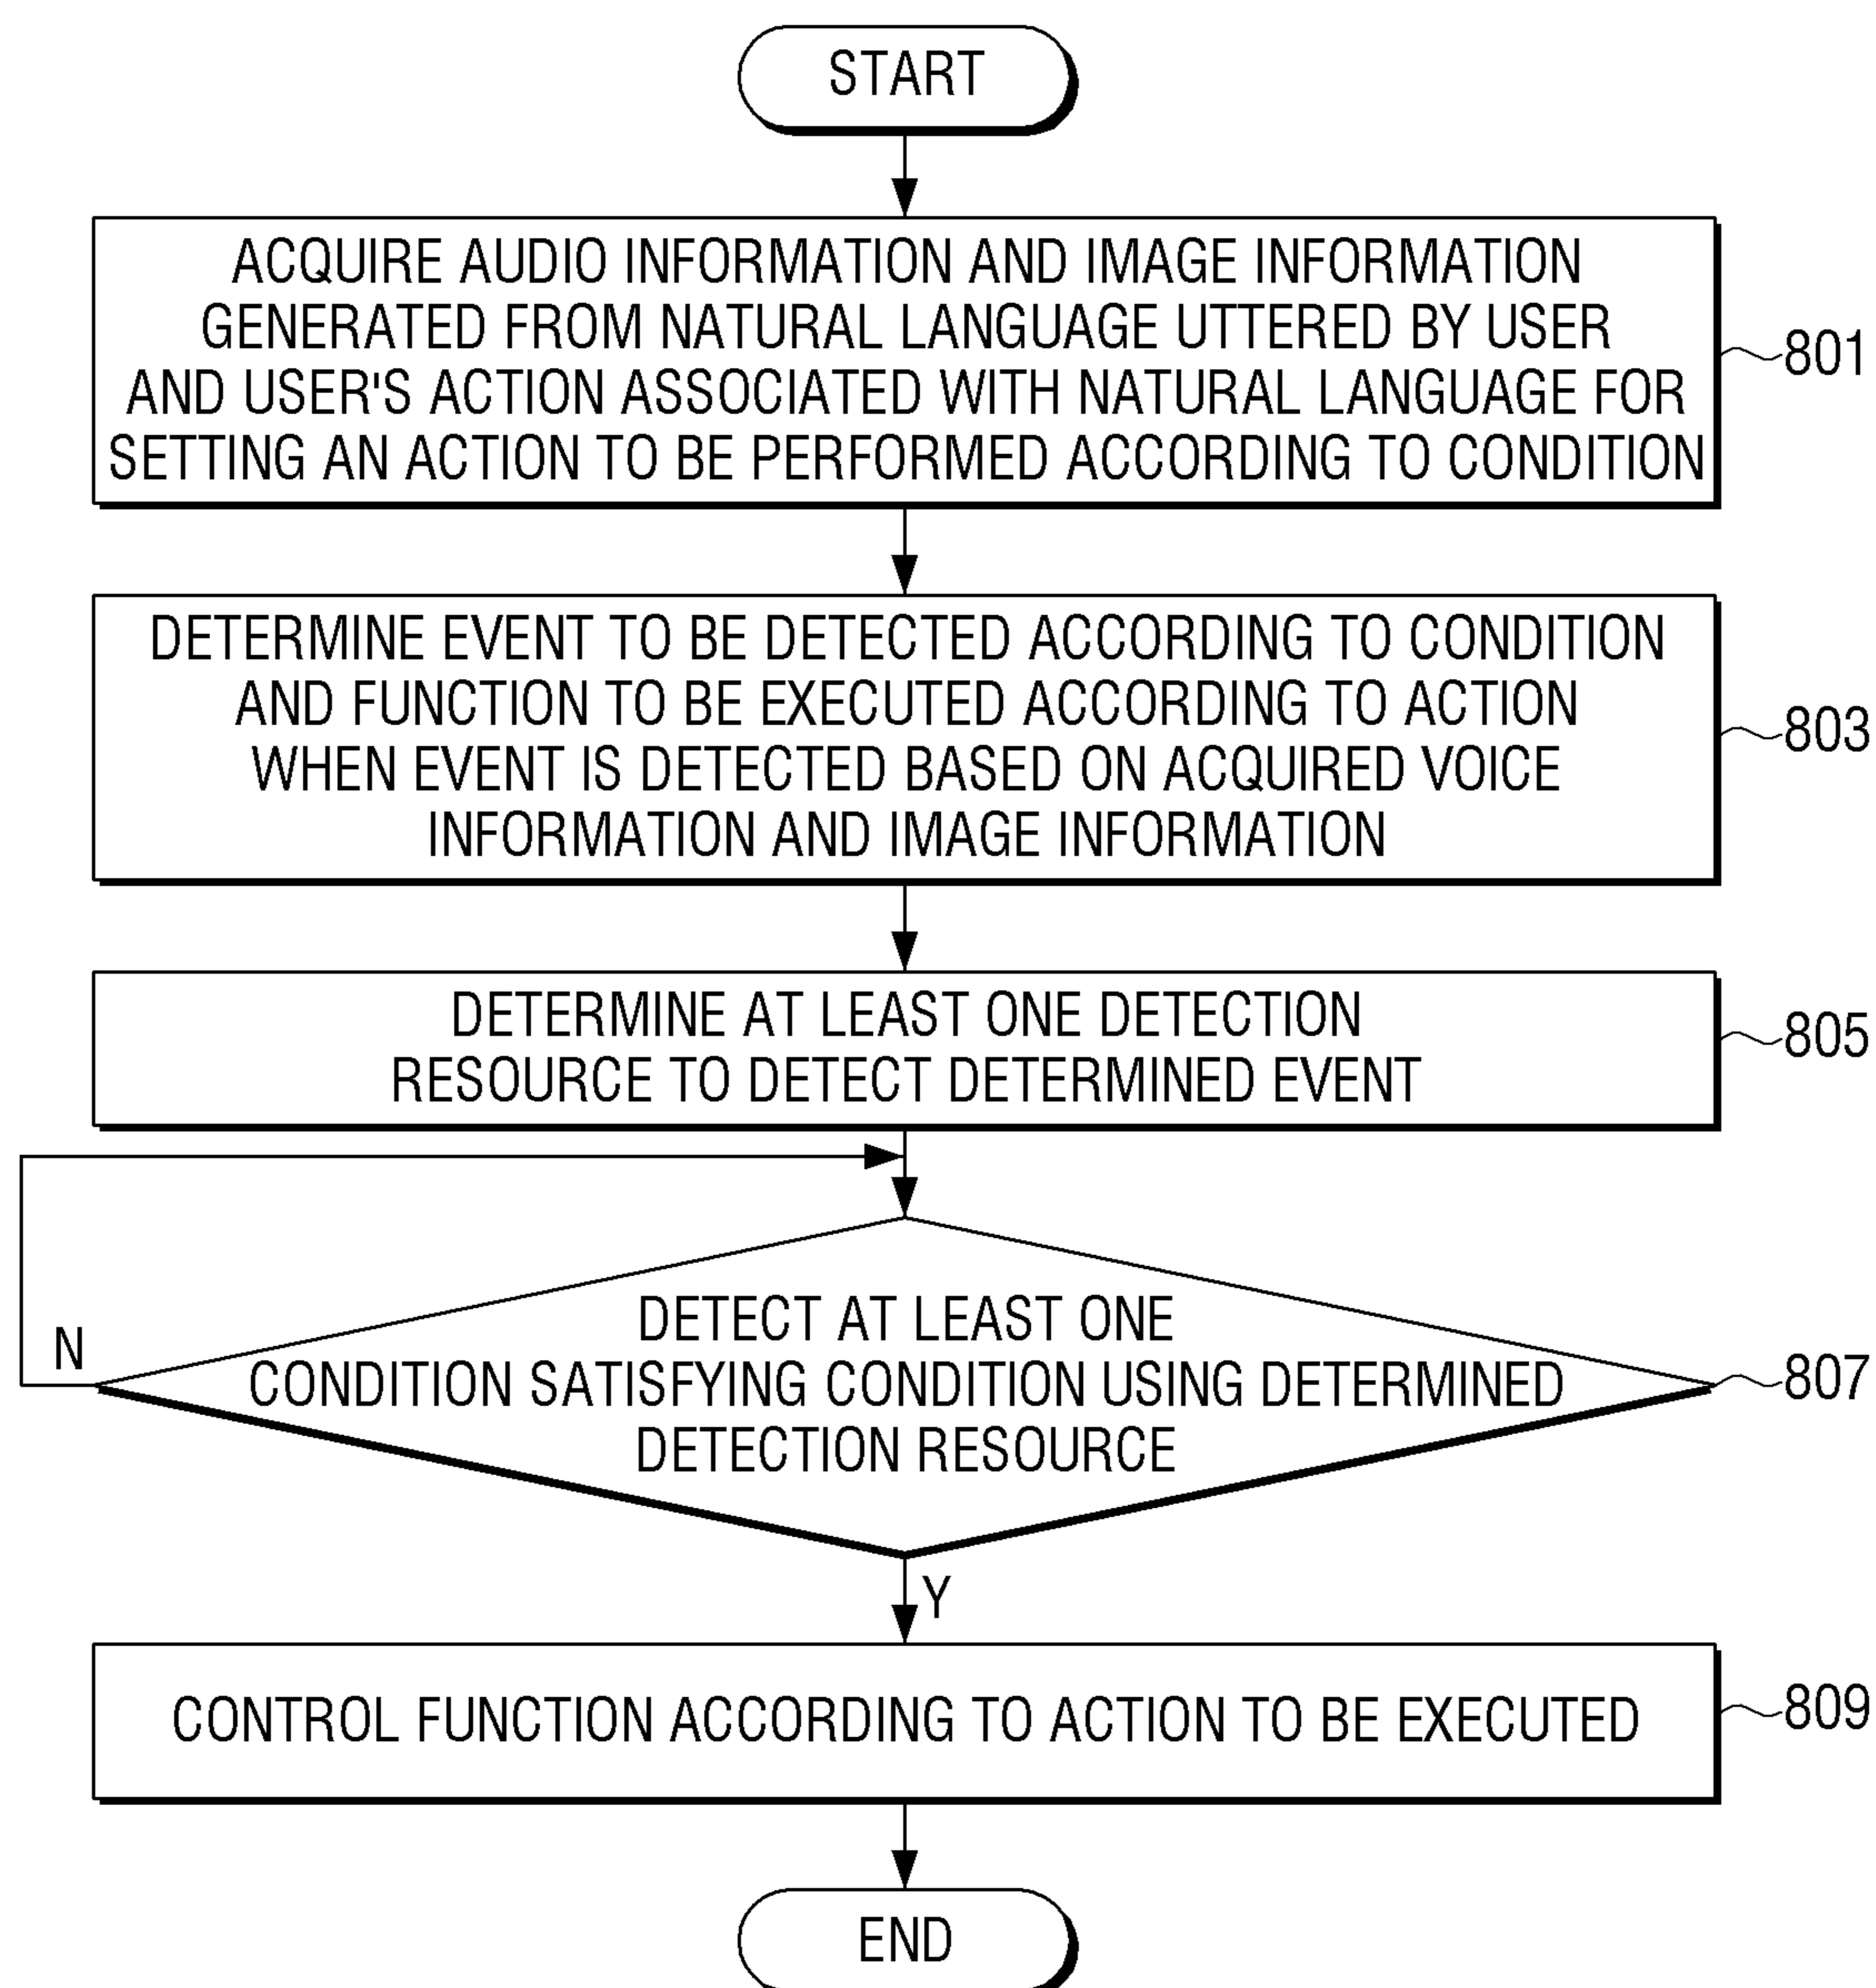 START
ACQUIRE AUDIO INFORMATION AND IMAGE INFORMATION
GENERATED FROM NATURAL LANGUAGE UTTERED BY USER
AND USER'S ACTION ASSOCIATED WITH NATURAL LANGUAGE FOR
SETTING AN ACTION TO BE PERFORMED ACCORDING TO CONDITION
801
DETERMINE EVENT TO BE DETECTED ACCORDING TO CONDITION
AND FUNCTION TO BE EXECUTED ACCORDING TO ACTION
WHEN EVENT IS DETECTED BASED ON ACQUIRED VOICE
INFORMATION AND IMAGE INFORMATION
803
DETERMINE AT LEAST ONE DETECTION
RESOURCE TO DETECT DETERMINED EVENT
805
DETECT AT LEAST ONE
CONDITION SATISFYING CONDITION USING DETERMINED
DETECTION RESOURCE
807
N
Y
CONTROL FUNCTION ACCORDING TO ACTION TO BE EXECUTED
809
END